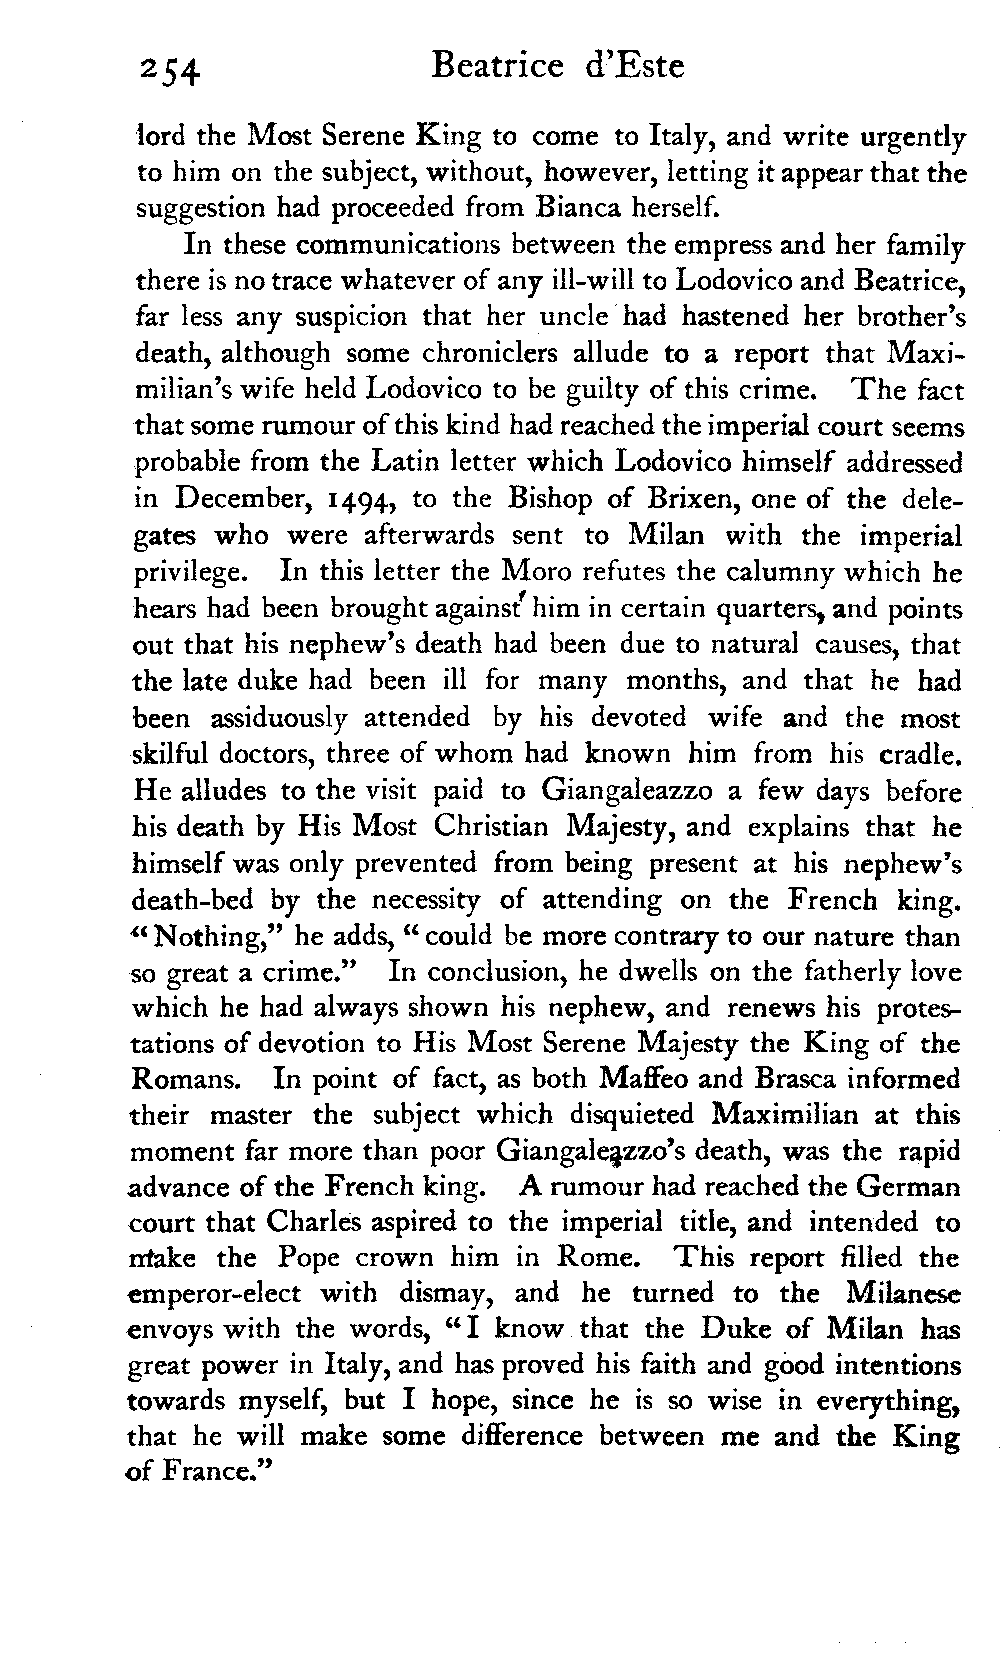 254 Beatrice d'Este
lord the Most Serene King to come to Italy, and write urgently
to him on the subject, without, however, letting it appear that the
suggestion had proceeded from Bianca herself.
In these communications between the empress and her family
there is no trace whatever of any ill-will to Lodovico and Beatrice,
far less any suspicion that her uncle had hastened her brother's
death, although some chroniclers allude to a report that Maxi-
milian's wife held Lodovico to be guilty of this crime. The fact
that some rumour of this kind had reached the imperial court seems
probable from the Latin letter which Lodovico himself addressed
in December, 1494, to the Bishop of Brixen, one of the dele-
gates who were afterwards sent to Milan with the imperial
privilege. In this letter the Moro refutes the calumny which he
hears had been brought against him in certain quarters, and points
out that his nephew's death had been due to natural causes, that
the late duke had been ill for many months, and that he had
been assiduously attended by his devoted wife and the most
skilful doctors, three of whom had known him from his cradle.
He alludes to the visit paid to Giangaleazzo a few days before
his death by His Most Christian Majesty, and explains that he
himself was only prevented from being present at his nephew's
death-bed by the necessity of attending on the French king.
"Nothing," he adds, "could be more contrary to our nature than
so great a crime." In conclusion, he dwells on the fatherly love
which he had always shown his nephew, and renews his protes-
tations of devotion to His Most Serene Majesty the King of the
Romans. In point of fact, as both Maffeo and Brasca informed
their master the subject which disquieted Maximilian at this
moment far more than poor Giangaleazzo's death, was the rapid
advance of the French king. A rumour had reached the German
court that Charles aspired to the imperial title, and intended to
make the Pope crown him in Rome. This report filled the
emperor-elect with dismay, and he turned to the Milanese
envoys with the words, "I know that the Duke of Milan has
great power in Italy, and has proved his faith and good intentions
towards myself, but I hope, since he is so wise in everything,
that he will make some difference between me and the King
of France."